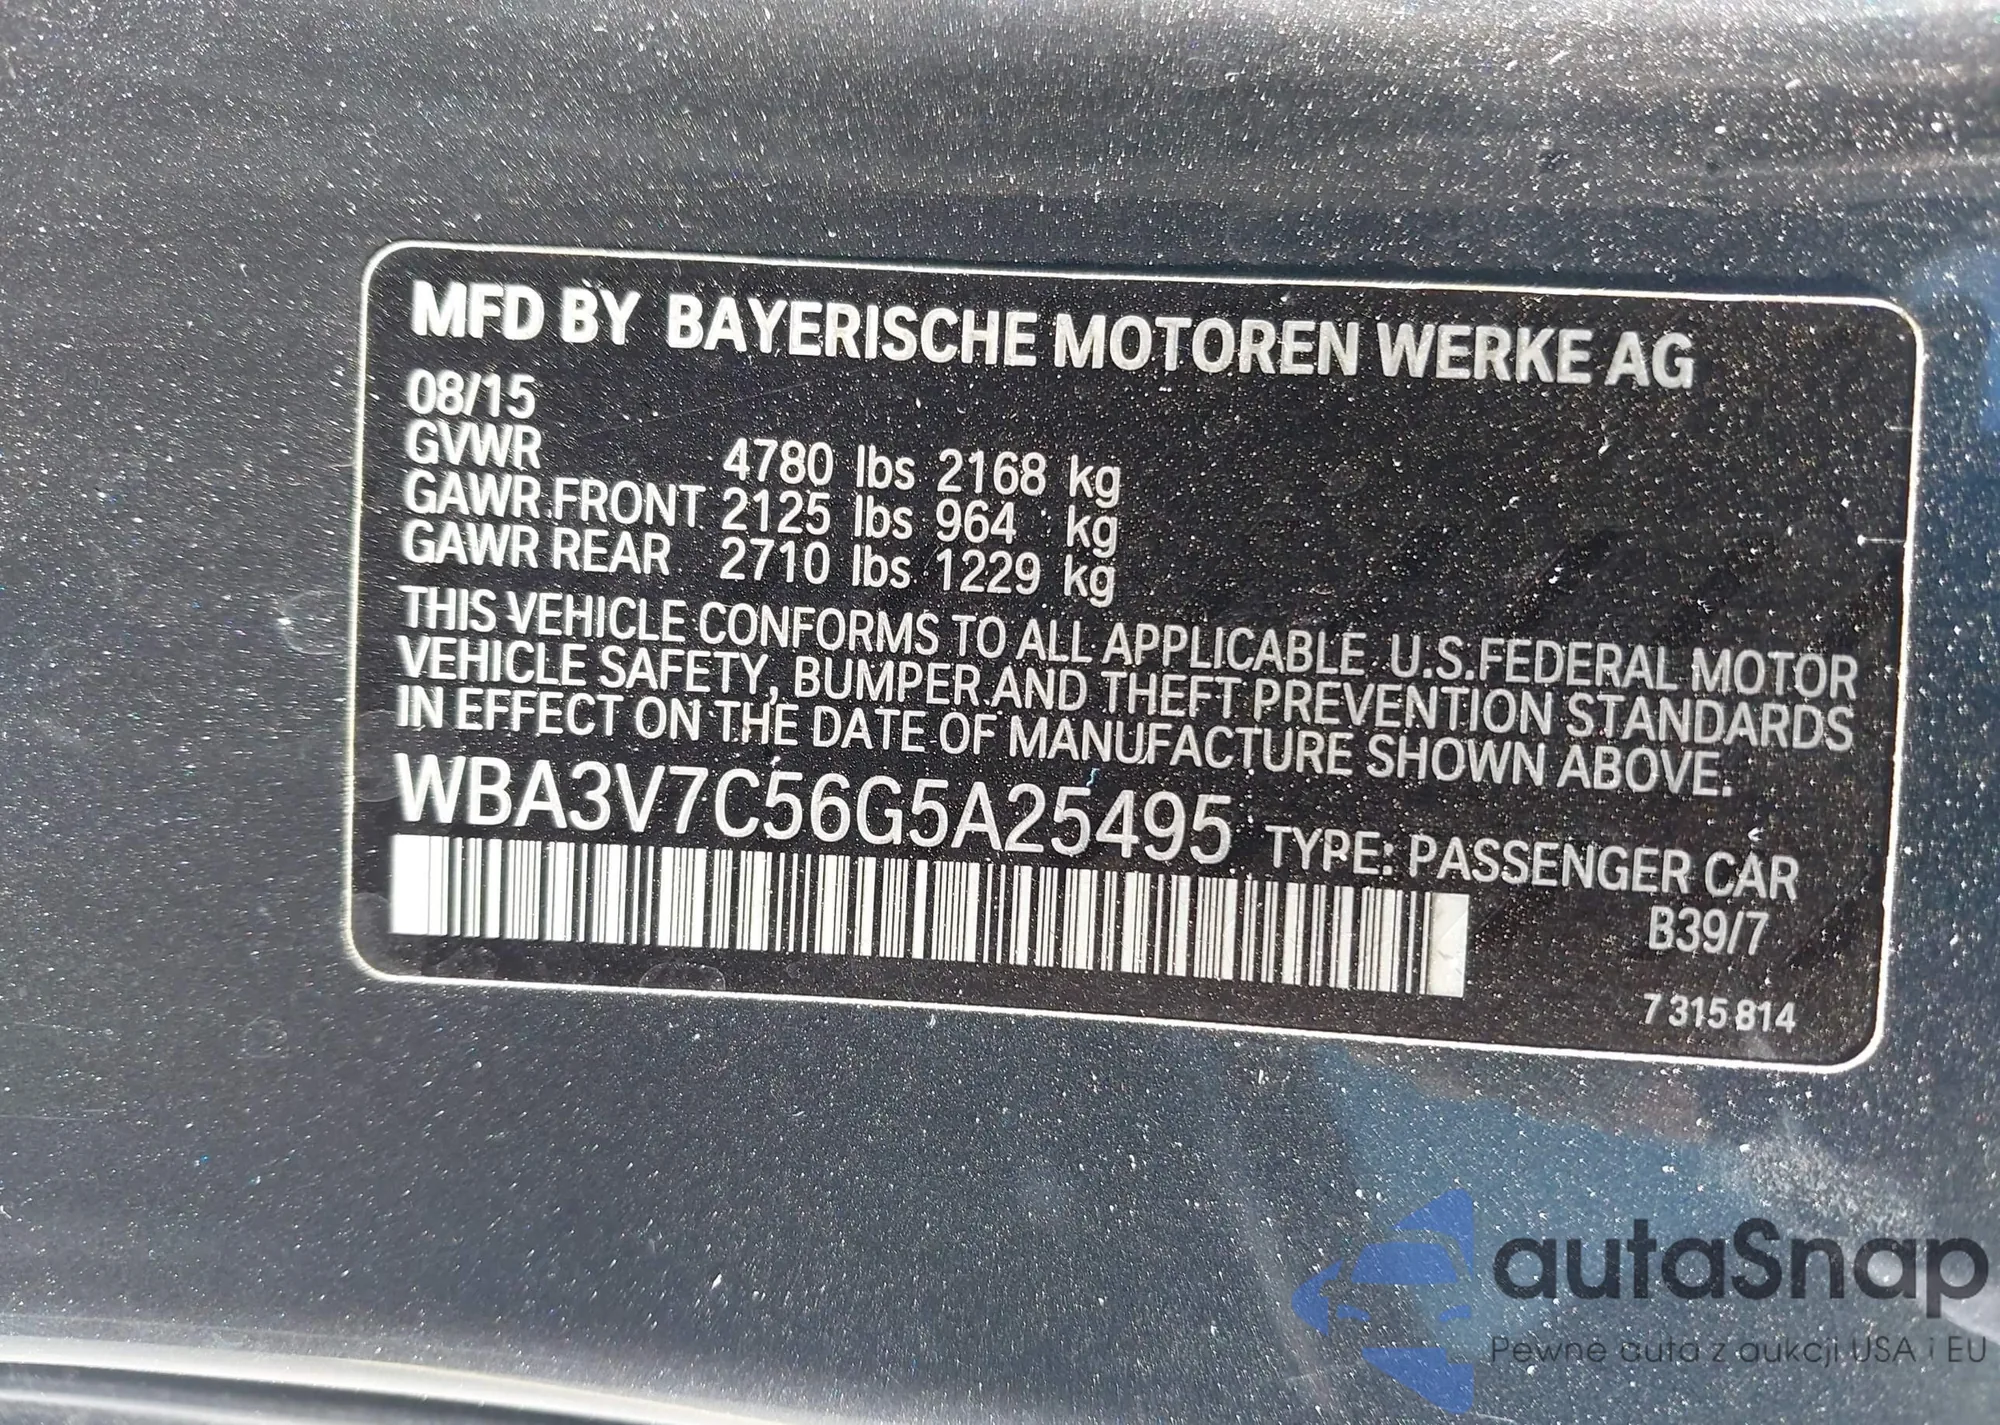 MFD BY BAYERISCHE MOTOREN WERKE AG
08/15
GVWR 4780 lbs 2168 kg
GAWR FRONT 2125 lbs 964 kg
GAWR REAR 2710 lbs 1229 kg
THIS VEHICLE CONFORMS TO ALL APPLICABLE U.S.FEDERAL MOTOR
VEHICLE SAFETY, BUMPER AND THEFT PREVENTION STANDARDS
IN EFFECT ON THE DATE OF MANUFACTURE SHOWN ABOVE.
WBA3V7C56G5A25495 TYPE: PASSENGER CAR
B39/7
7 315 814
autaSnap
Pewne auta z aukcji USA i EU